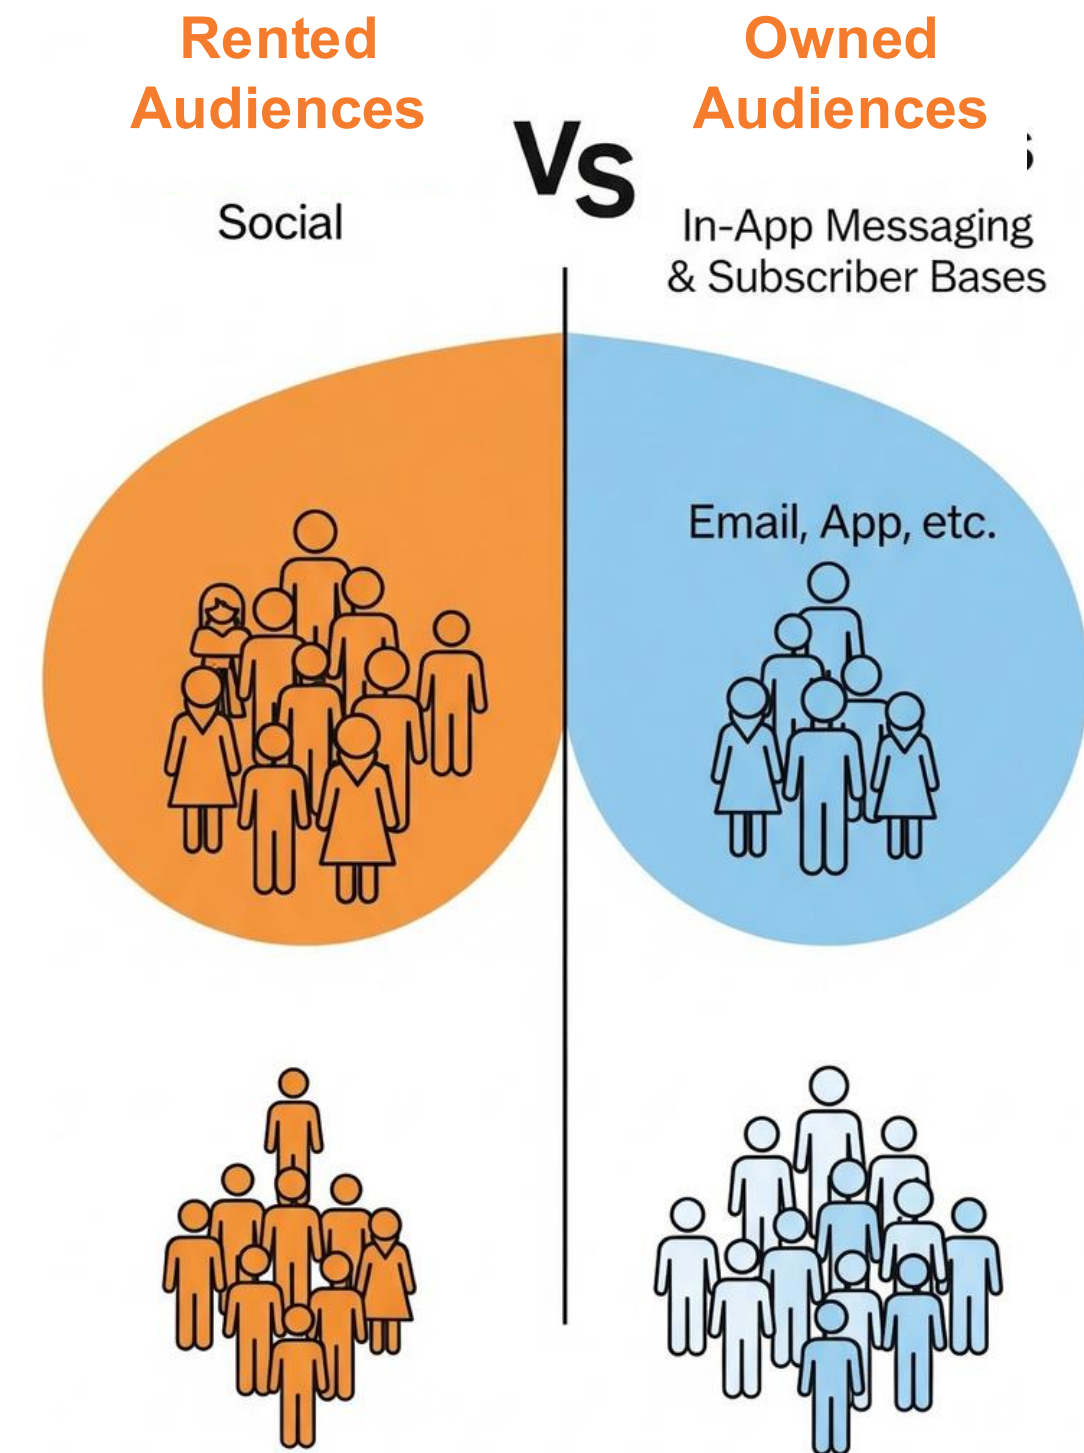 Rented
Audiences
Vs
Owned
Audiences
Social
In-App Messaging
& Subscriber Bases
Email, App, etc.